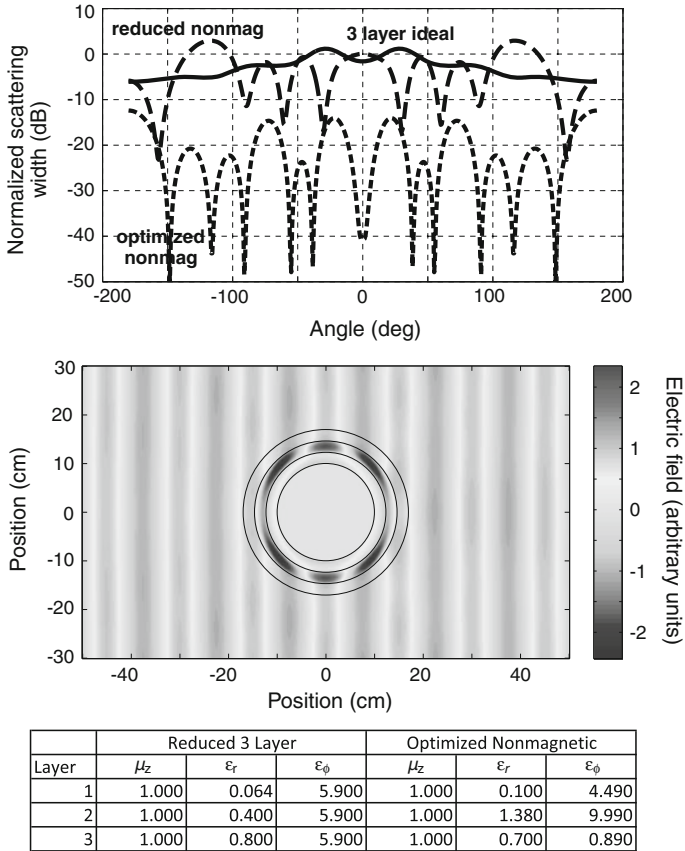 10
0
-10
-20
-30
-40
-50
reduced nonmag
3 layer ideal
optimized
nonmag
Normalized scattering
width (dB)
-200 -100 0 100 200
Angle (deg)
30
20
10
0
-10
-20
-30
Position (cm)
-40 -20 0 20 40
Position (cm)
2
1
0
-1
-2
Electric field (arbitrary units)
Reduced 3 Layer Optimized Nonmagnetic
Layer μz εr εϕ μz εr εϕ
1 1.000 0.064 5.900 1.000 0.100 4.490
2 1.000 0.400 5.900 1.000 1.380 9.990
3 1.000 0.800 5.900 1.000 0.700 0.890